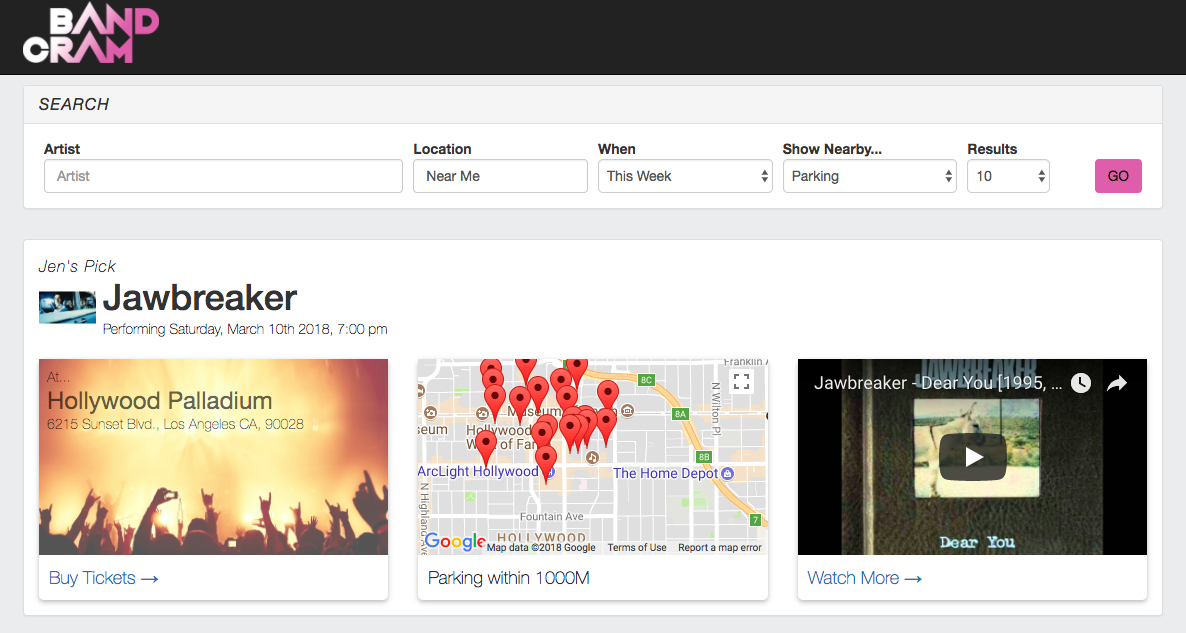 BAND
CRAM
SEARCH
Artist Location When Show Nearby... Results
Artist Near Me This Week Parking 10 GO
Jen's Pick
Jawbreaker
Performing Saturday, March 10th 2018, 7:00 pm
At...
Hollywood Palladium
6215 Sunset Blvd., Los Angeles CA, 90028
Buy Tickets →
Franklin A
8C
N Wilton Pl
8A
Museum
seum
Hollywood
Walk of Fame
8B
ArcLight Hollywood
The Home Depot
N Highland Ave
Fountain Ave
7
HOLLYWOOD
Google
Map data ©2018 Google Terms of Use Report a map error
Parking within 1000M
JAWBREAKER
Jawbreaker - Dear You [1995, ...
Dear You
Watch More →